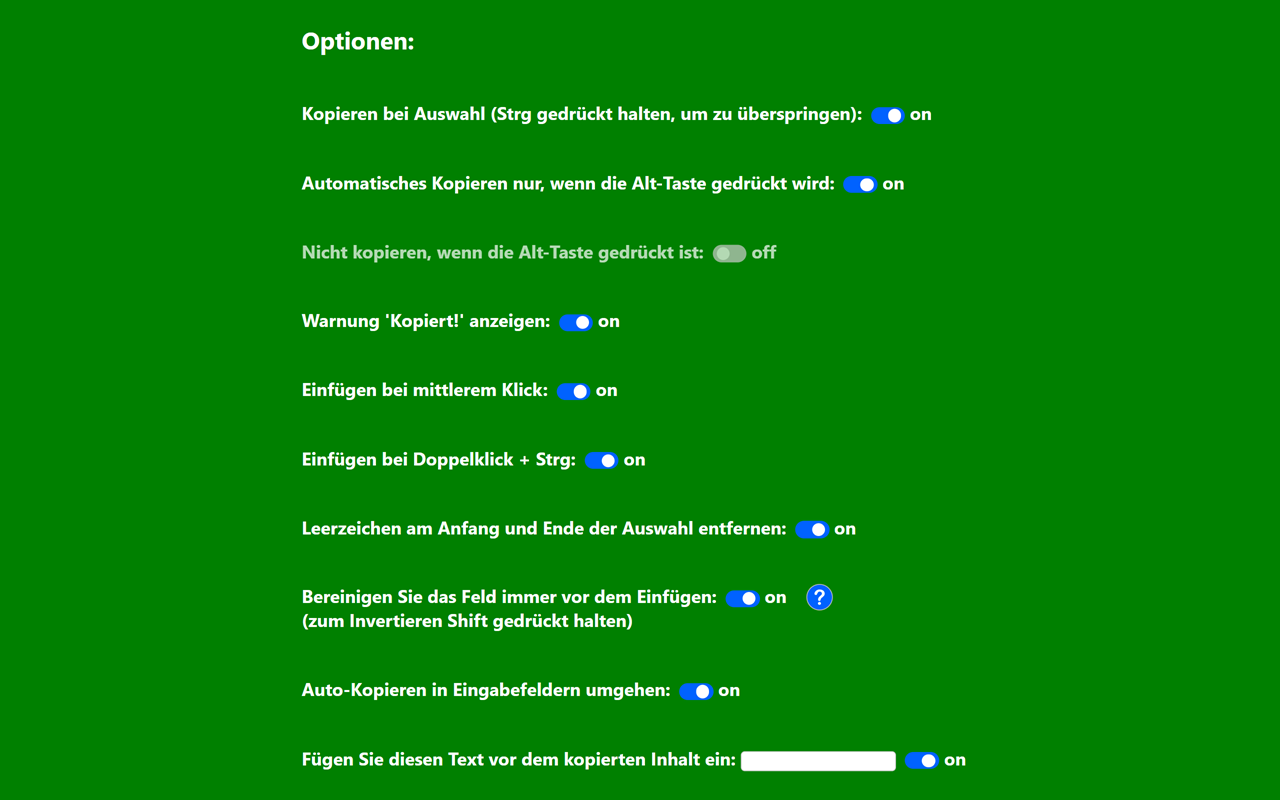 Optionen:
Kopieren bei Auswahl (Strg gedrückt halten, um zu überspringen): on
Automatisches Kopieren nur, wenn die Alt-Taste gedrückt wird: on
Nicht kopieren, wenn die Alt-Taste gedrückt ist: off
Warnung 'Kopiert!' anzeigen: on
Einfügen bei mittlerem Klick: on
Einfügen bei Doppelklick + Strg: on
Leerzeichen am Anfang und Ende der Auswahl entfernen: on
Bereinigen Sie das Feld immer vor dem Einfügen: on ?
(zum Invertieren Shift gedrückt halten)
Auto-Kopieren in Eingabefeldern umgehen: on
Fügen Sie diesen Text vor dem kopierten Inhalt ein: on